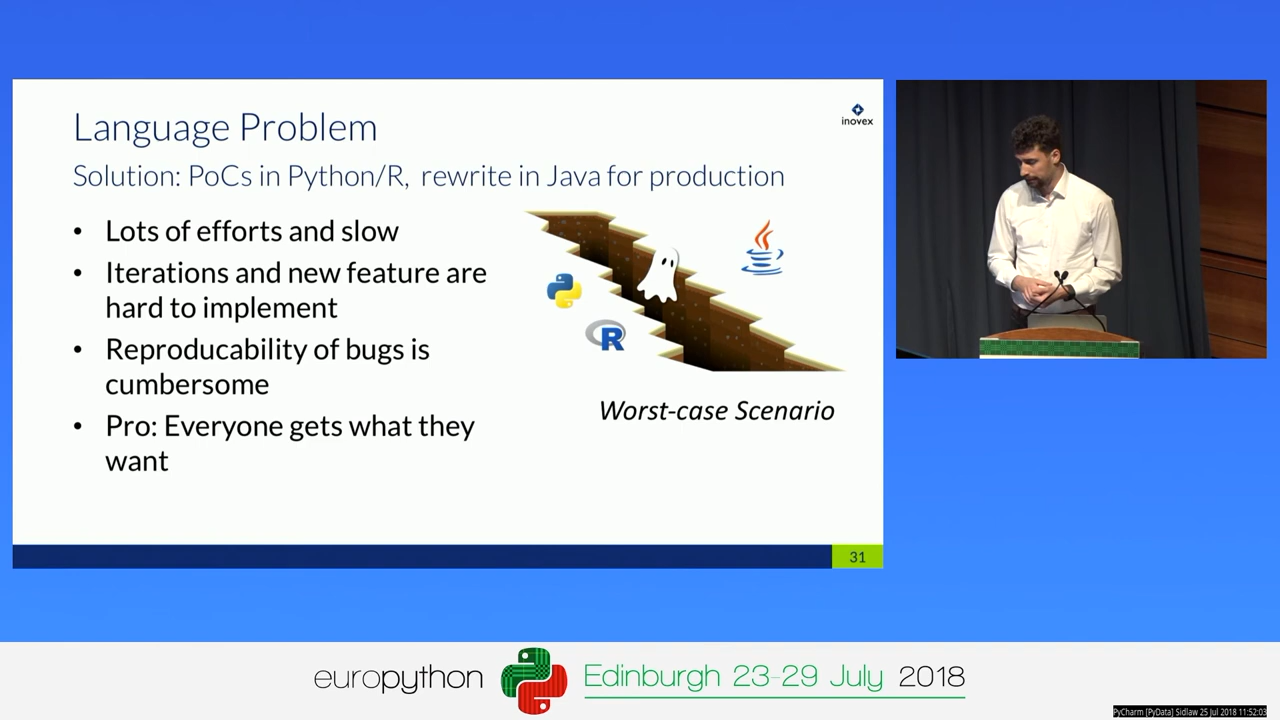 Language Problem
inovex
Solution: PoCs in Python/R, rewrite in Java for production
• Lots of efforts and slow
• Iterations and new feature are
hard to implement
• Reproducability of bugs is
cumbersome
• Pro: Everyone gets what they
want
R
Worst-case Scenario
31
europython
Edinburgh 23-29 July 2018
PyCharm [PyData] Sidlaw 25 Jul 2018 11:52:03